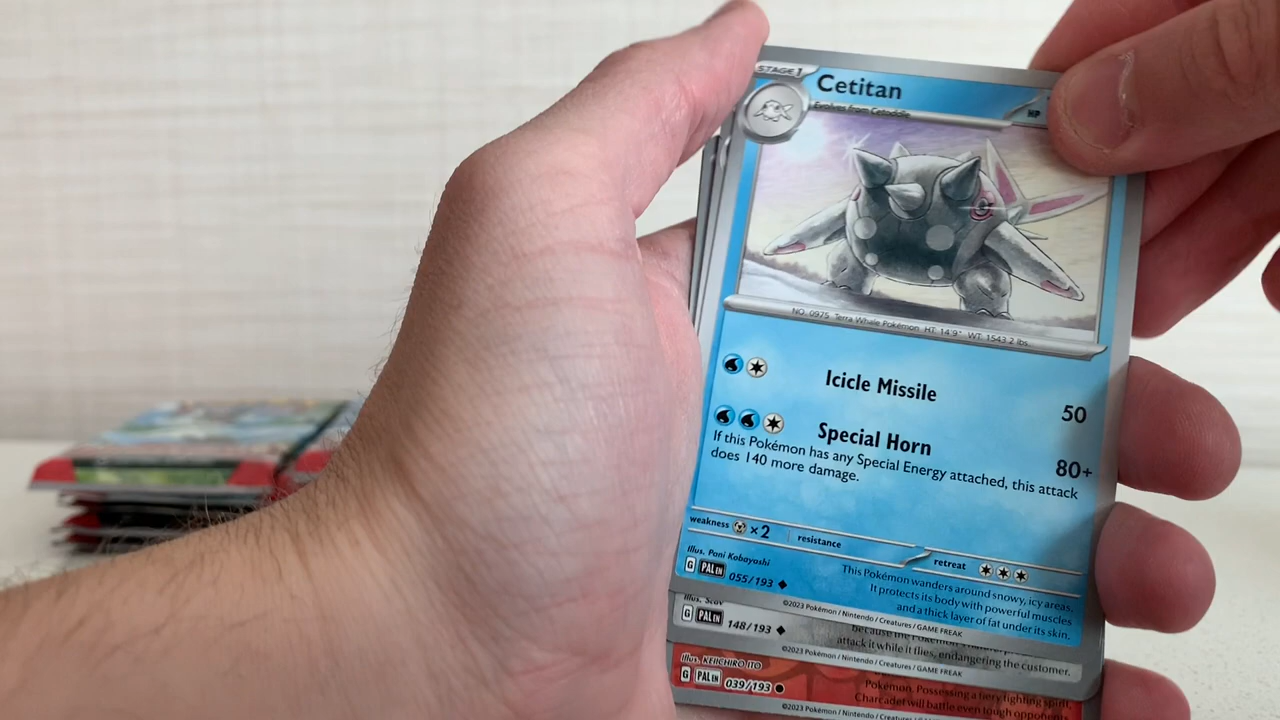 STAGE1
Cetitan
HP
Evolves from Cetoddle
NO. 0975 Terra Whale Pokémon HT: 14'9" WT: 1543.2 lbs.
Icicle Missile 50
Special Horn 80+
If this Pokémon has any Special Energy attached, this attack
does 140 more damage.
weakness ×2 resistance retreat
Illus. Pani Kobayashi
G PAL EN 055/193
This Pokémon wanders around snowy, icy areas.
It protects its body with powerful muscles
and a thick layer of fat under its skin.
©2023 Pokémon / Nintendo / Creatures / GAME FREAK
Illus.
G PAL EN 148/193
because the Pokémon
attack it while it flies, endangering the customer.
©2023 Pokémon / Nintendo / Creatures / GAME FREAK
Illus. KEIICHIRO ITO
G PAL EN 039/193
Pokémon. Possessing a fiery fighting spirit,
Charcadet will battle even tough opponents.
©2023 Pokémon / Nintendo / Creatures / GAME FREAK